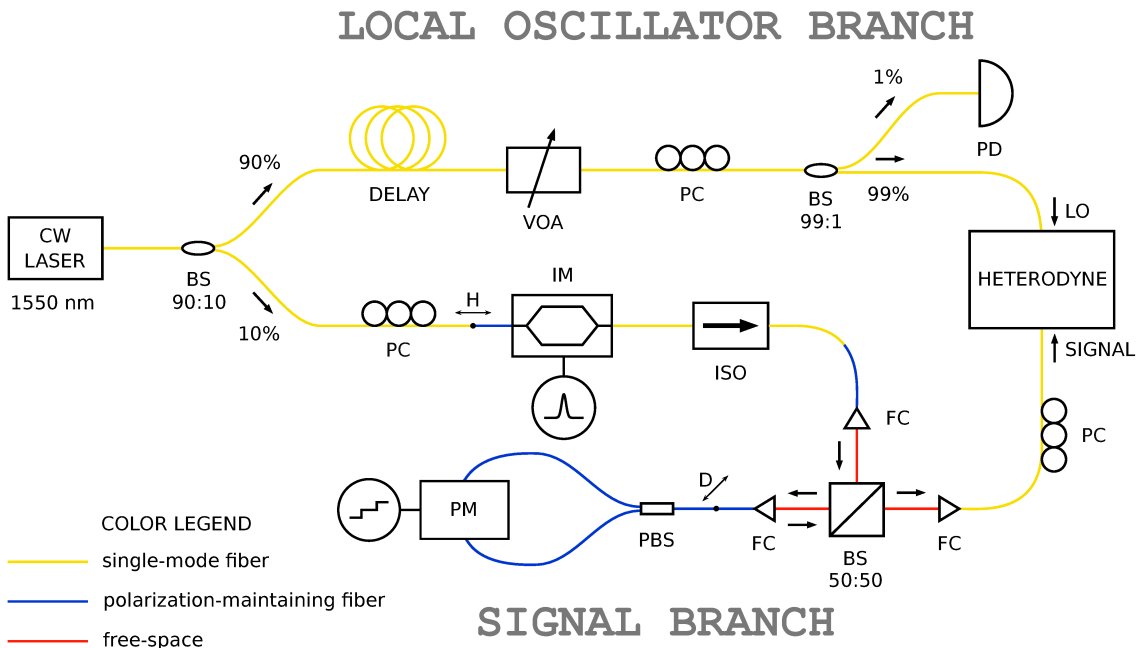 LOCAL OSCILLATOR BRANCH
1%
PD
90%
DELAY
VOA
PC
BS
99:1
99%
LO
CW
LASER
1550 nm
BS
90:10
HETERODYNE
10%
PC
H
IM
ISO
SIGNAL
FC
PC
PM
PBS
D
FC
BS
50:50
FC
COLOR LEGEND
single-mode fiber
polarization-maintaining fiber
free-space
SIGNAL BRANCH